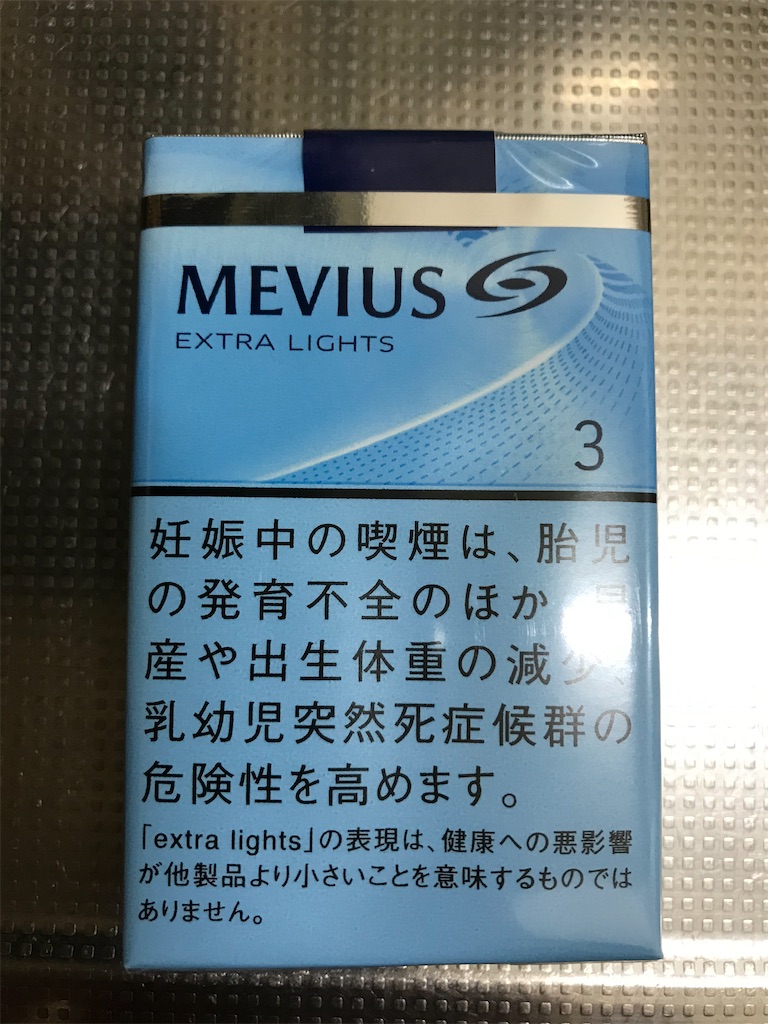 MEVIUS
EXTRA LIGHTS
3
妊娠中の喫煙は、胎児
の発育不全のほか
産や出生体重の減少、
乳幼児突然死症候群の
危険性を高めます。
「extra lights」の表現は、健康への悪影響
が他製品より小さいことを意味するものでは
ありません。